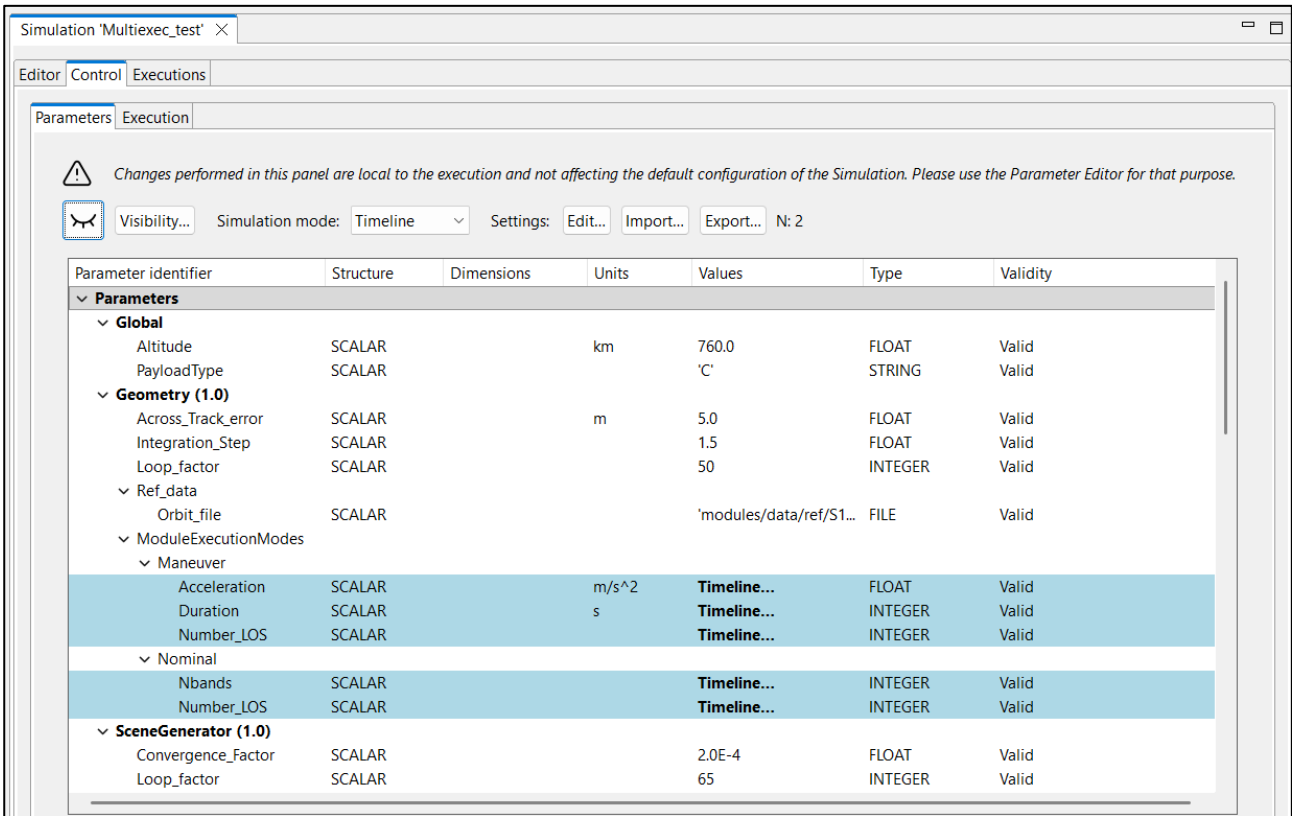 Simulation 'Multiexec_test'
Editor Control Executions
Parameters Execution
Changes performed in this panel are local to the execution and not affecting the default configuration of the Simulation. Please use the Parameter Editor for that purpose.
Visibility... Simulation mode: Timeline Settings: Edit... Import... Export... N: 2
Parameter identifier Structure Dimensions Units Values Type Validity
Parameters
Global
Altitude SCALAR km 760.0 FLOAT Valid
PayloadType SCALAR 'C' STRING Valid
Geometry (1.0)
Across_Track_error SCALAR m 5.0 FLOAT Valid
Integration_Step SCALAR 1.5 FLOAT Valid
Loop_factor SCALAR 50 INTEGER Valid
Ref_data
Orbit_file SCALAR 'modules/data/ref/S1... FILE Valid
ModuleExecutionModes
Maneuver
Acceleration SCALAR m/s^2 Timeline... FLOAT Valid
Duration SCALAR s Timeline... INTEGER Valid
Number_LOS SCALAR Timeline... INTEGER Valid
Nominal
Nbands SCALAR Timeline... INTEGER Valid
Number_LOS SCALAR Timeline... INTEGER Valid
SceneGenerator (1.0)
Convergence_Factor SCALAR 2.0E-4 FLOAT Valid
Loop_factor SCALAR 65 INTEGER Valid